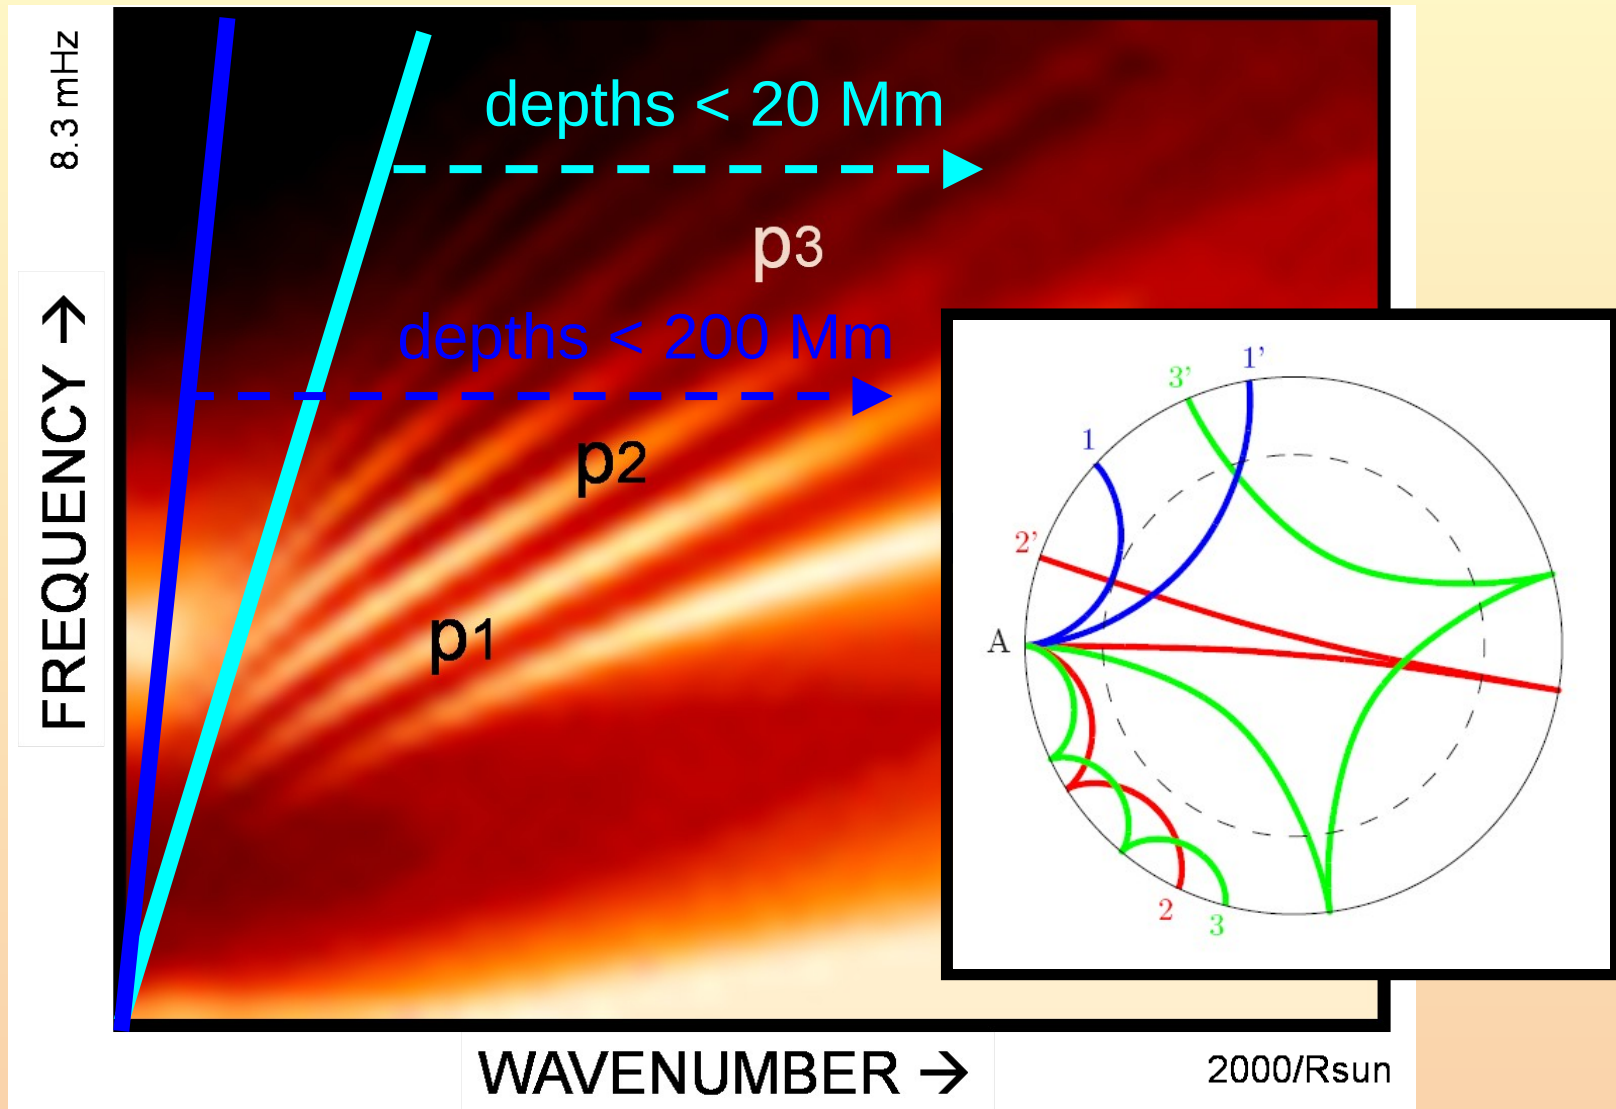 8.3 mHz
FREQUENCY →
depths < 20 Mm
p3
depths < 200 Mm
p2
p1
1'
3'
1
2'
A
2
3
WAVENUMBER →
2000/Rsun